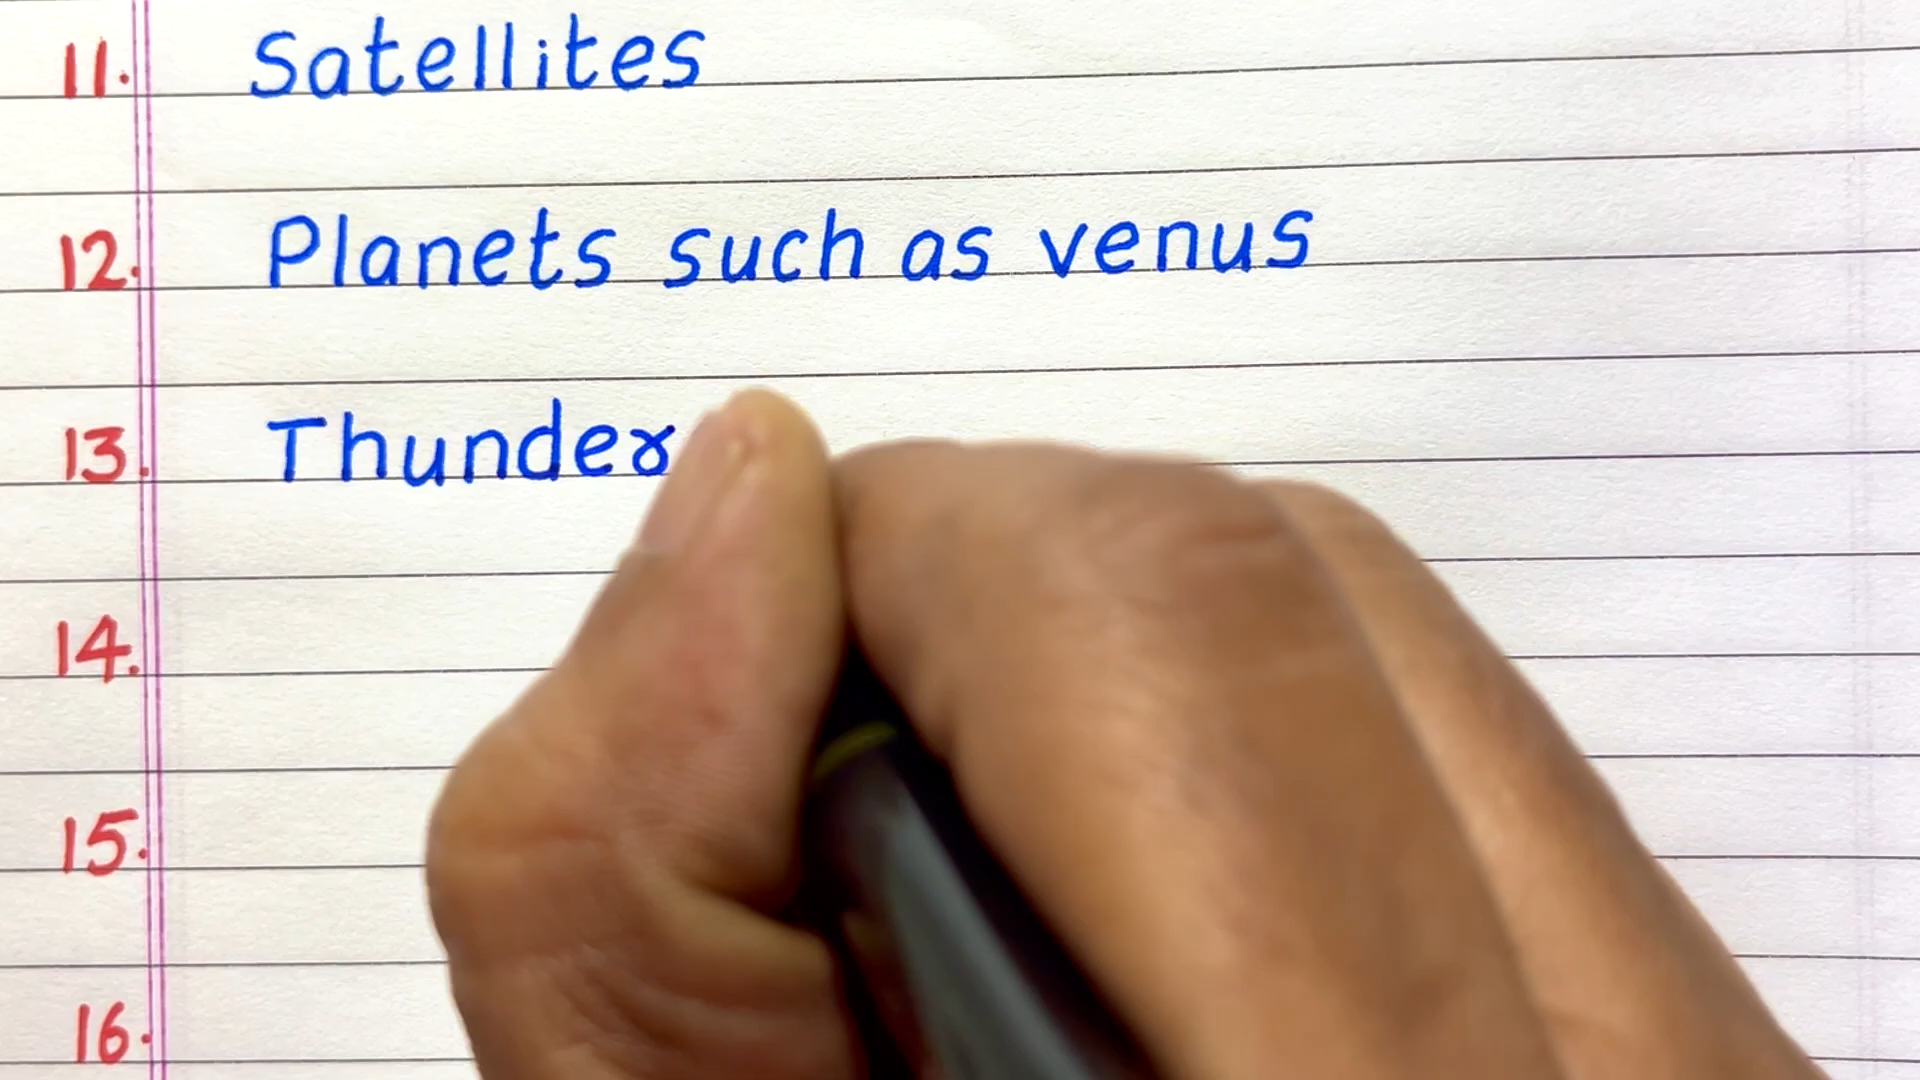 11. Satellites
12. Planets such as venus
13. Thunder
14.
15.
16.